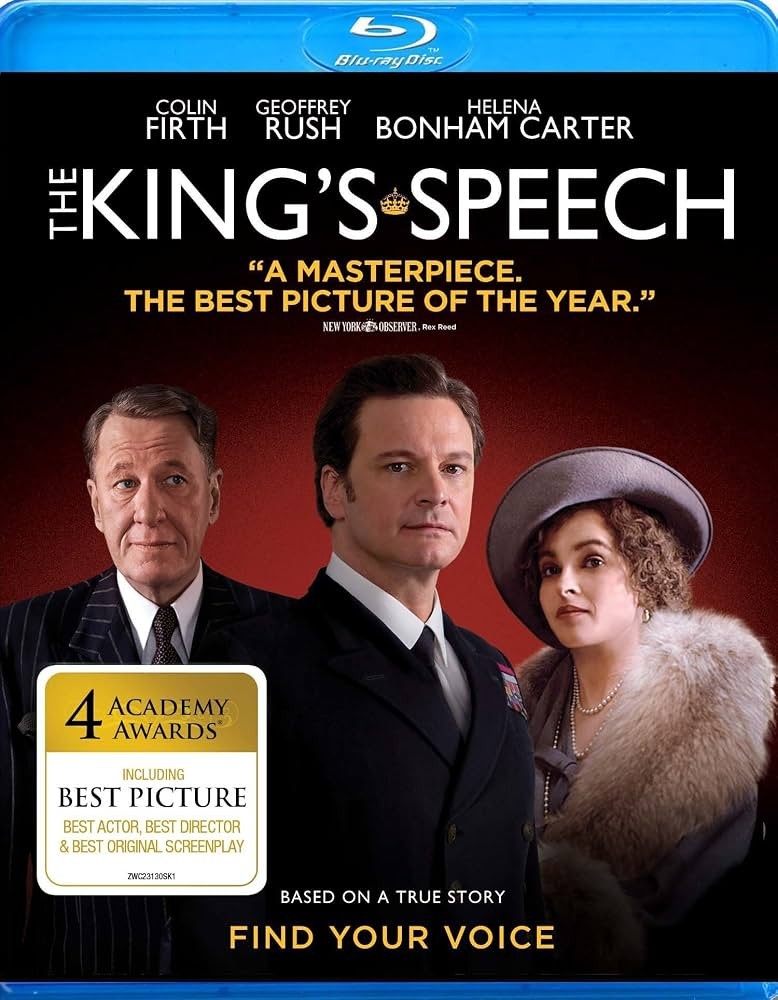 Blu-ray Disc™
COLIN FIRTH
GEOFFREY RUSH
HELENA BONHAM CARTER
THE KING'S SPEECH
“A MASTERPIECE.
THE BEST PICTURE OF THE YEAR.”
NEW YORK OBSERVER, Rex Reed
4 ACADEMY
AWARDS®
INCLUDING
BEST PICTURE
BEST ACTOR, BEST DIRECTOR
& BEST ORIGINAL SCREENPLAY
ZWC23130SK1
BASED ON A TRUE STORY
FIND YOUR VOICE